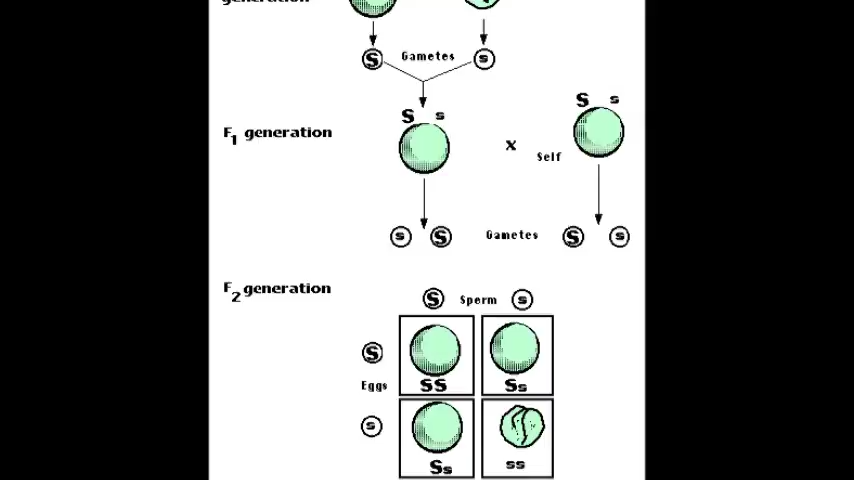 generation
S Gametes s
S s
S s
F1 generation
x
Self
s S Gametes S s
F2 generation
S Sperm s
S
SS Ss
Eggs
s
Ss ss